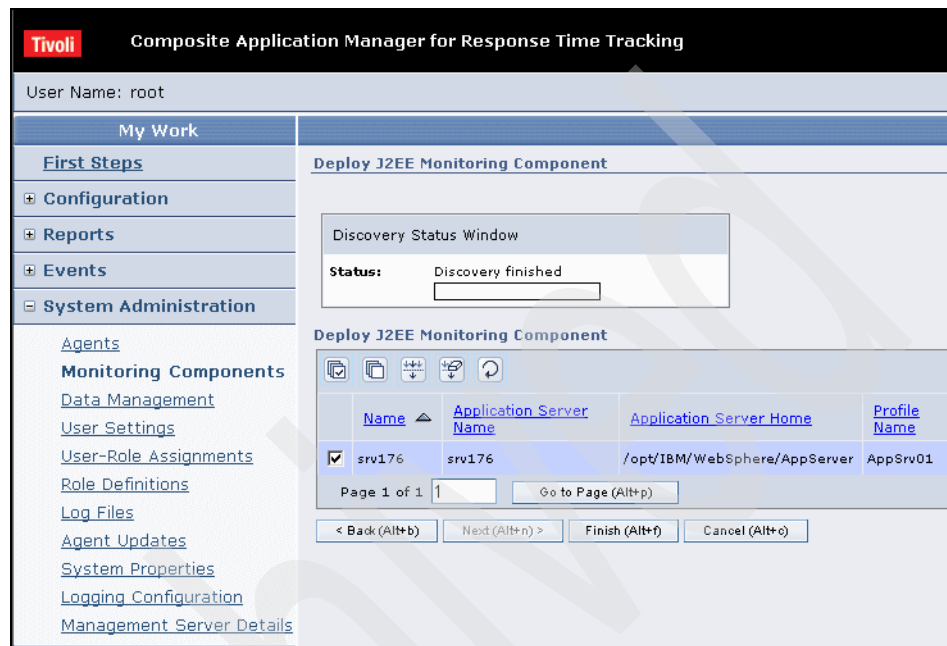 Tivoli Composite Application Manager for Response Time Tracking
User Name: root
My Work
First Steps
Configuration
Reports
Events
System Administration
Agents
Monitoring Components
Data Management
User Settings
User-Role Assignments
Role Definitions
Log Files
Agent Updates
System Properties
Logging Configuration
Management Server Details
Deploy J2EE Monitoring Component
Discovery Status Window
Status: Discovery finished
Deploy J2EE Monitoring Component
Name Application Server Name Application Server Home Profile Name
srv176 srv176 /opt/IBM/WebSphere/AppServer AppSrv01
Page 1 of 1 1 Go to Page (Alt+p)
< Back (Alt+b) Next (Alt+n) > Finish (Alt+f) Cancel (Alt+c)